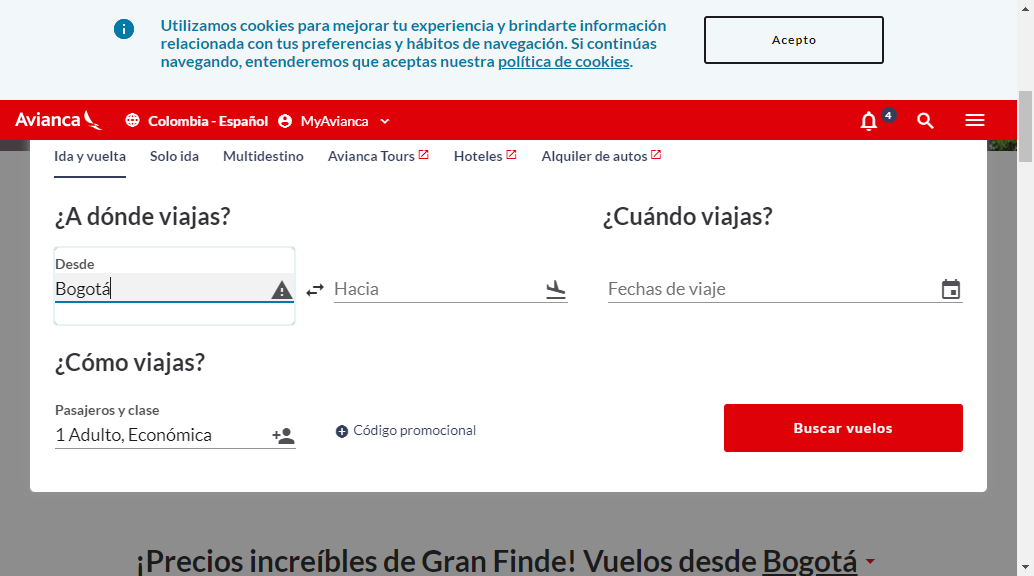 Utilizamos cookies para mejorar tu experiencia y brindarte información
relacionada con tus preferencias y hábitos de navegación. Si continúas
navegando, entenderemos que aceptas nuestra política de cookies.
Acepto
Avianca
Colombia - Español
MyAvianca
4
Ida y vuelta
Solo ida
Multidestino
Avianca Tours
Hoteles
Alquiler de autos
¿A dónde viajas?
¿Cuándo viajas?
Desde
Bogotá
Hacia
Fechas de viaje
¿Cómo viajas?
Pasajeros y clase
1 Adulto, Económica
Código promocional
Buscar vuelos
¡Precios increíbles de Gran Finde! Vuelos desde Bogotá